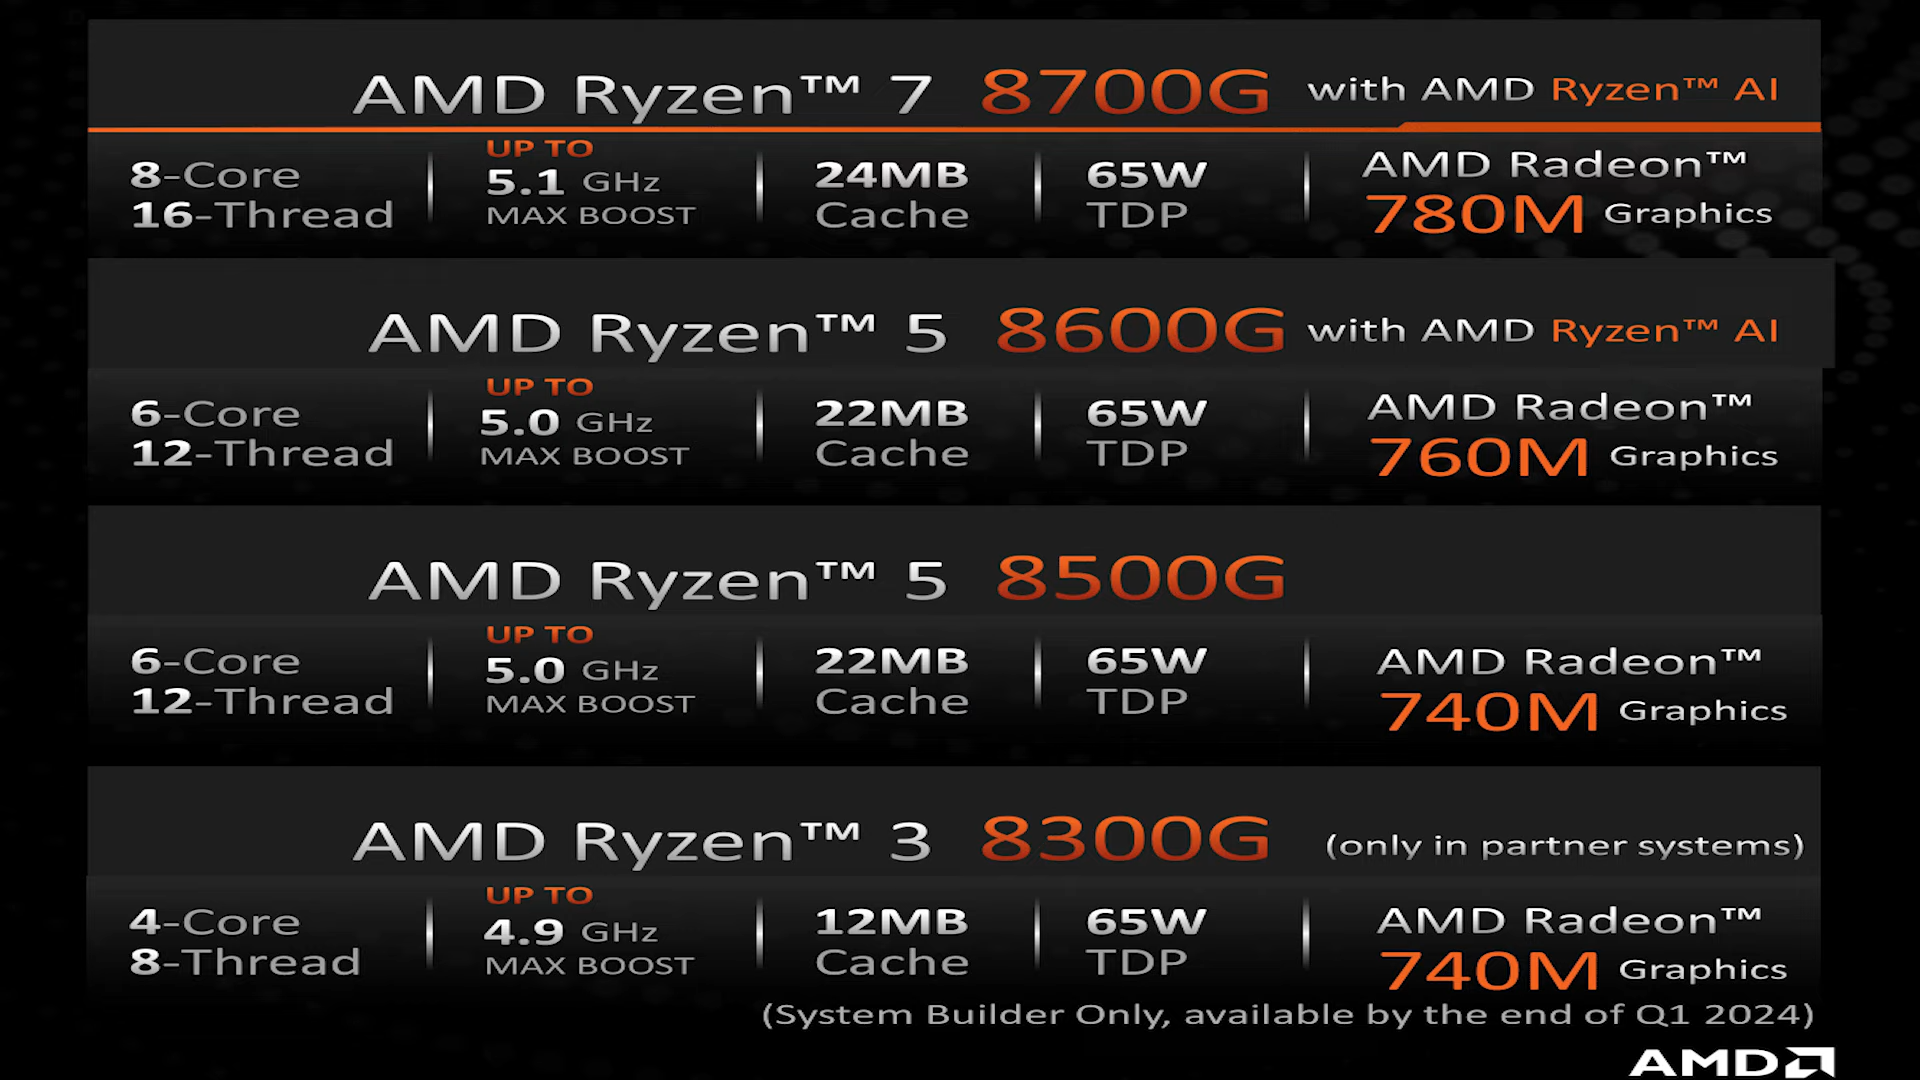 AMD Ryzen™ 7 8700G with AMD Ryzen™ AI
8-Core
16-Thread
UP TO
5.1 GHz
MAX BOOST
24MB
Cache
65W
TDP
AMD Radeon™
780M Graphics
AMD Ryzen™ 5 8600G with AMD Ryzen™ AI
6-Core
12-Thread
UP TO
5.0 GHz
MAX BOOST
22MB
Cache
65W
TDP
AMD Radeon™
760M Graphics
AMD Ryzen™ 5 8500G
6-Core
12-Thread
UP TO
5.0 GHz
MAX BOOST
22MB
Cache
65W
TDP
AMD Radeon™
740M Graphics
AMD Ryzen™ 3 8300G (only in partner systems)
4-Core
8-Thread
UP TO
4.9 GHz
MAX BOOST
12MB
Cache
65W
TDP
AMD Radeon™
740M Graphics
(System Builder Only, available by the end of Q1 2024)
AMD